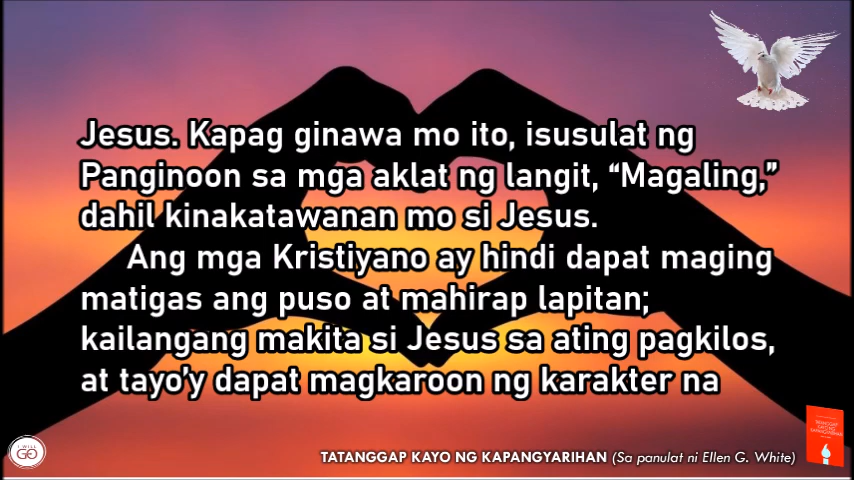 Jesus. Kapag ginawa mo ito, isusulat ng
Panginoon sa mga aklat ng langit, “Magaling,”
dahil kinakatawanan mo si Jesus.
Ang mga Kristiyano ay hindi dapat maging
matigas ang puso at mahirap lapitan;
kailangang makita si Jesus sa ating pagkilos,
at tayo’y dapat magkaroon ng karakter na
I WILL
GO
TATANGGAP KAYO NG KAPANGYARIHAN (Sa panulat ni Ellen G. White)